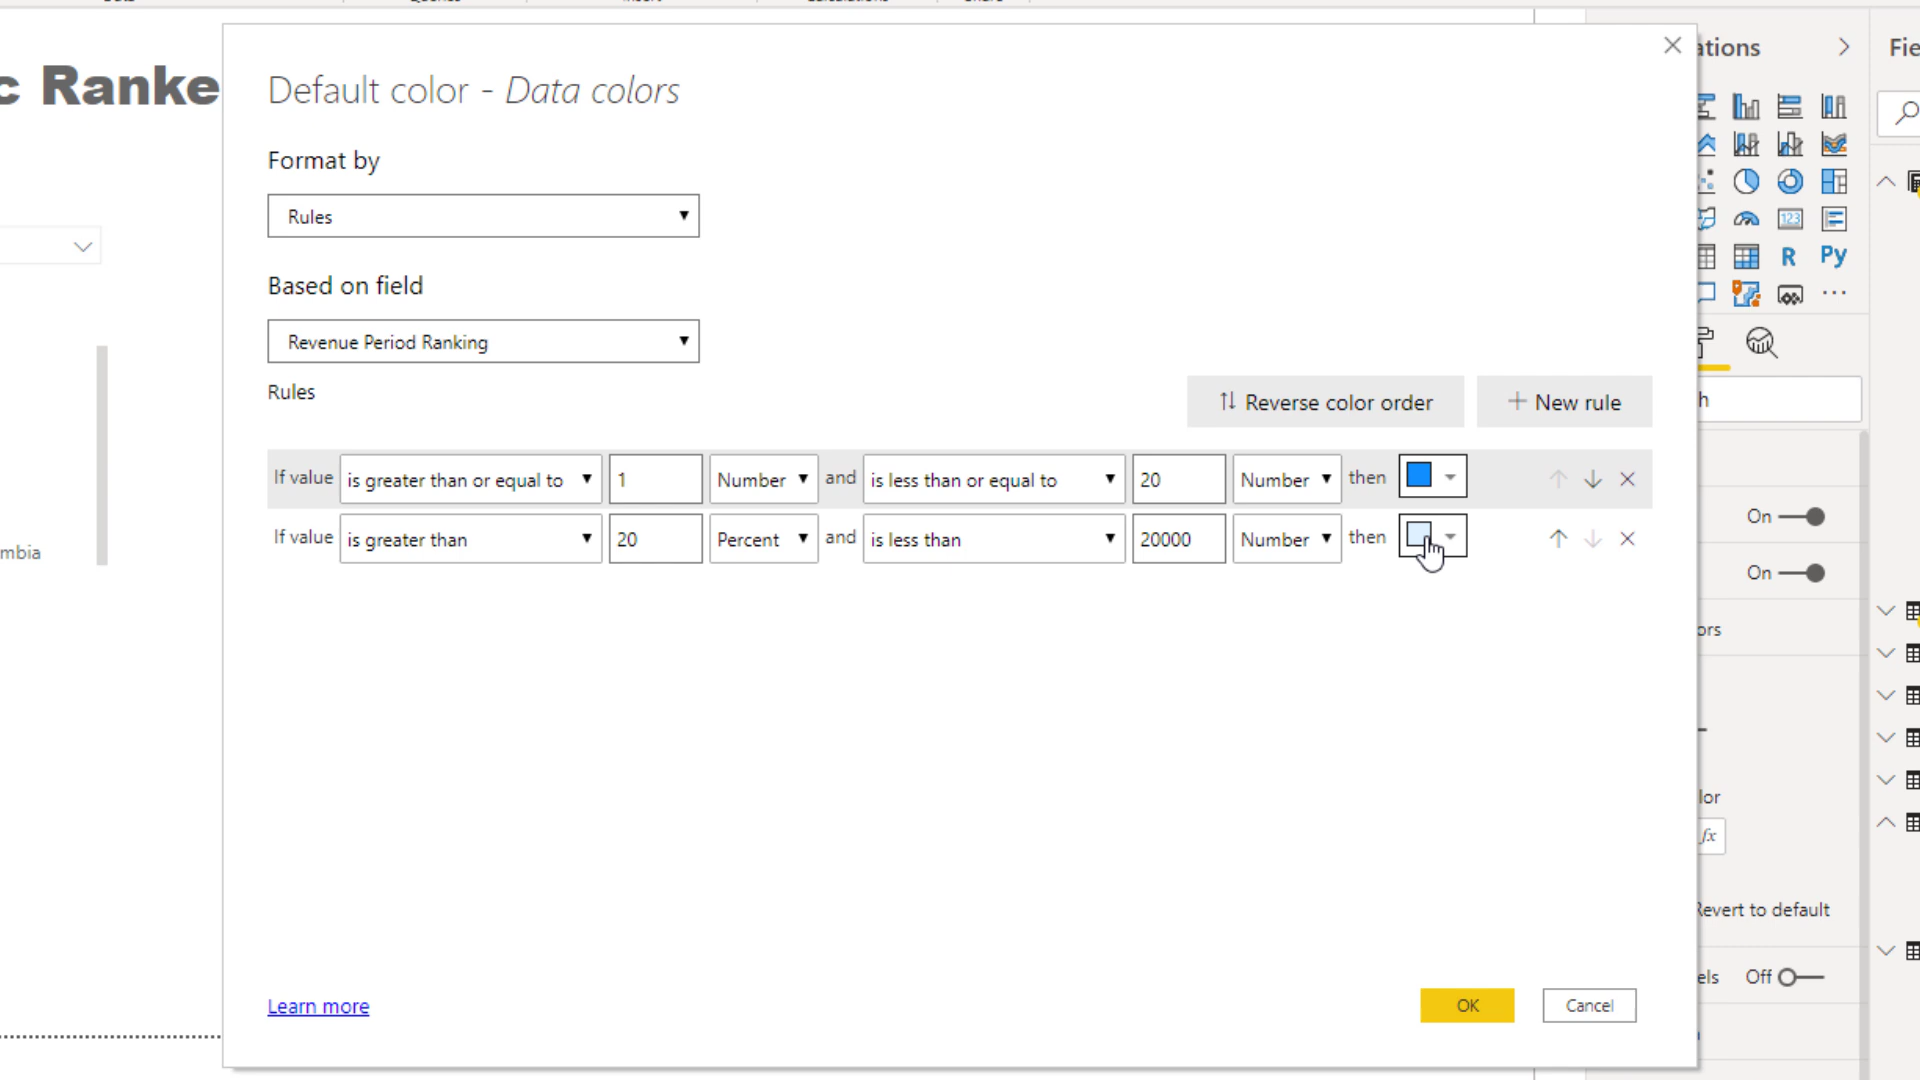 c Ranke
Default color - Data colors
Format by
Rules
Based on field
Revenue Period Ranking
Rules
Reverse color order
New rule
If value is greater than or equal to 1 Number and is less than or equal to 20 Number then
If value is greater than 20 Percent and is less than 20000 Number then
Learn more
OK
Cancel
mbia
ations
Fie
123
R
Py
h
On
On
ors
lor
fx
Revert to default
els
Off